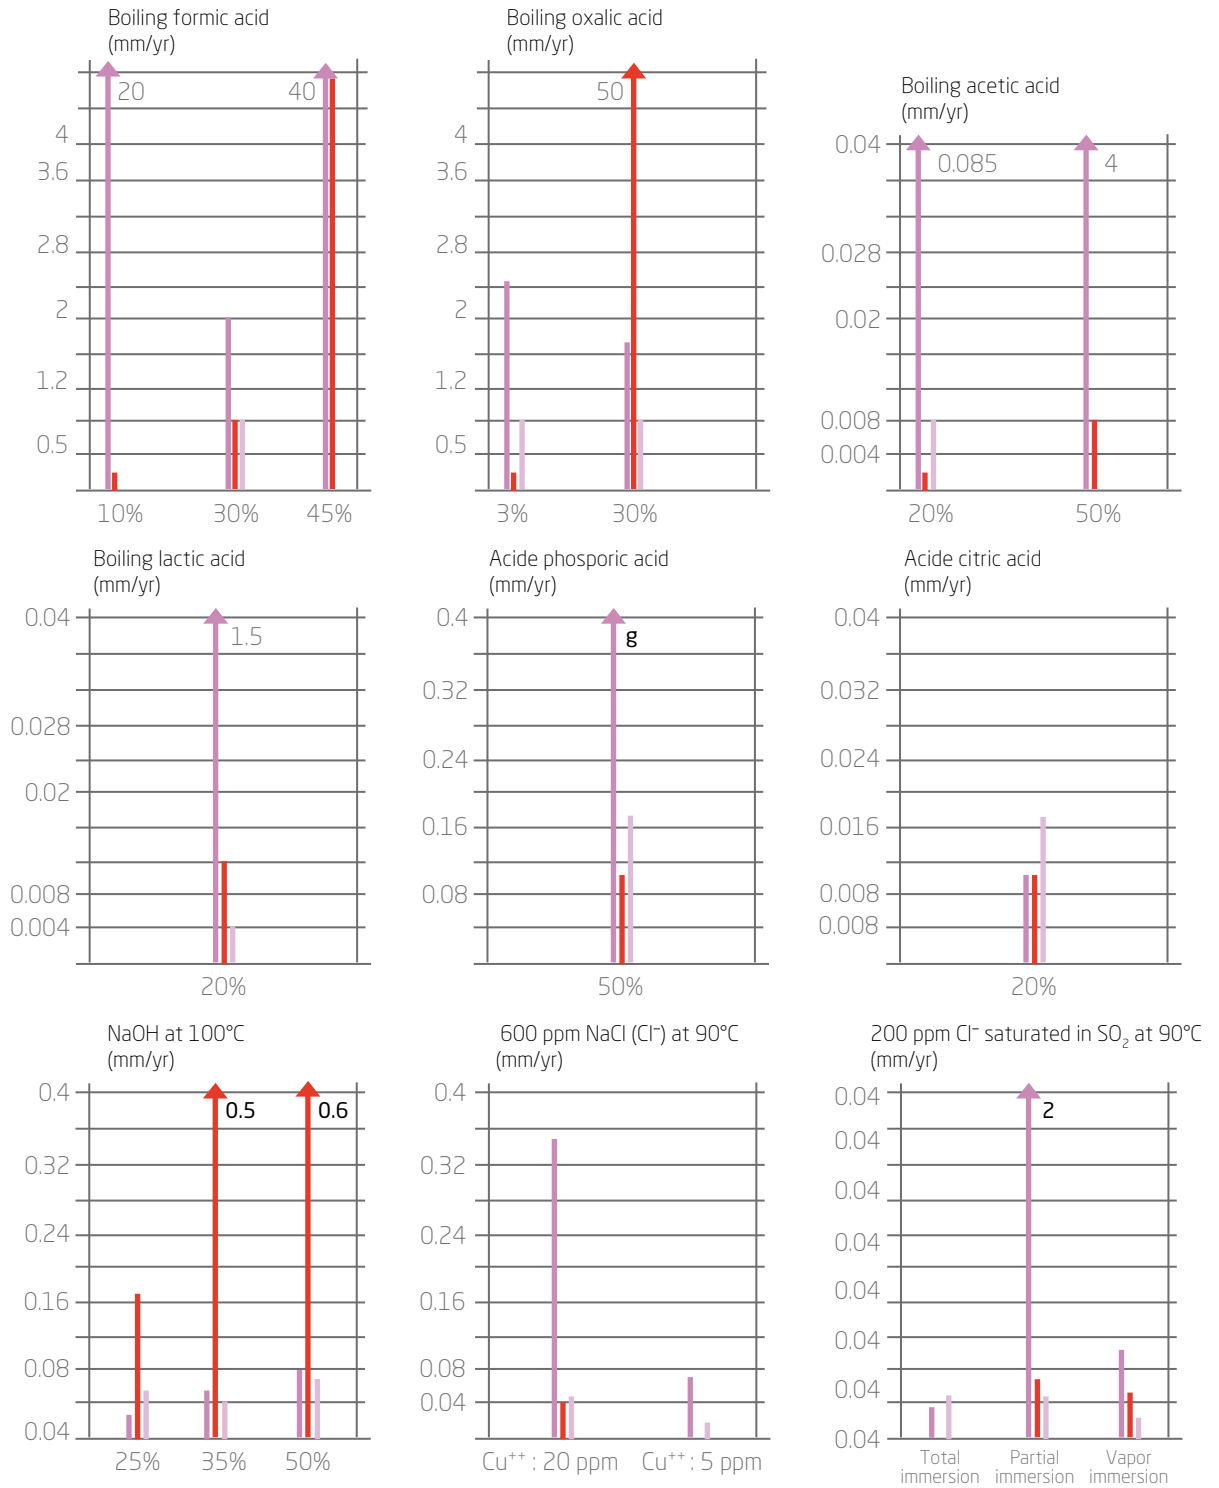 Boiling formic acid
(mm/yr)
20
40
4
3.6
2.8
2
1.2
0.5
10%
30%
45%
Boiling oxalic acid
(mm/yr)
50
4
3.6
2.8
2
1.2
0.5
3%
30%
Boiling acetic acid
(mm/yr)
0.04
0.085
4
0.028
0.02
0.008
0.004
20%
50%
Boiling lactic acid
(mm/yr)
0.04
1.5
0.028
0.02
0.008
0.004
20%
Acide phosporic acid
(mm/yr)
0.4
g
0.32
0.24
0.16
0.08
50%
Acide citric acid
(mm/yr)
0.04
0.032
0.024
0.016
0.008
0.008
20%
NaOH at 100°C
(mm/yr)
0.4
0.5
0.6
0.32
0.24
0.16
0.08
0.04
25%
35%
50%
600 ppm NaCl (Cl⁻) at 90°C
(mm/yr)
0.4
0.32
0.24
0.16
0.08
0.04
Cu⁺⁺ : 20 ppm
Cu⁺⁺ : 5 ppm
200 ppm Cl⁻ saturated in SO₂ at 90°C
(mm/yr)
0.04
2
0.04
0.04
0.04
0.04
0.04
0.04
0.04
Total
immersion
Partial
immersion
Vapor
immersion